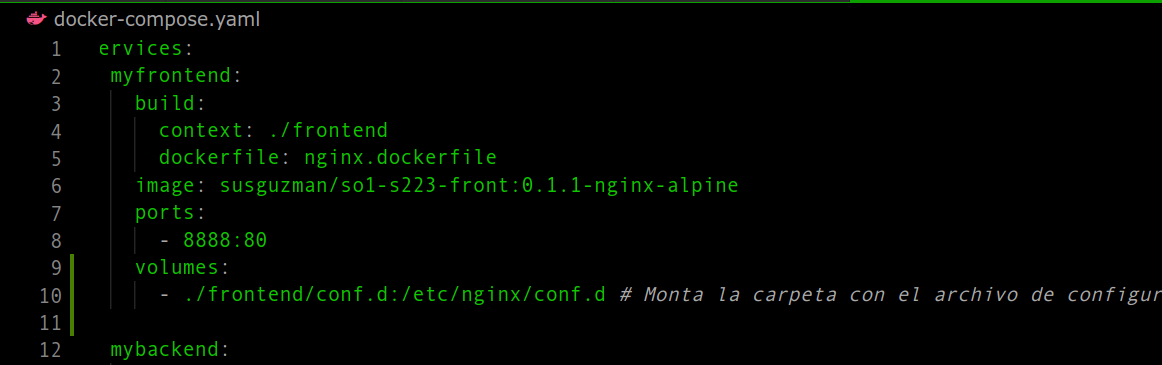 docker-compose.yaml
1 ervices:
2 myfrontend:
3 build:
4 context: ./frontend
5 dockerfile: nginx.dockerfile
6 image: susguzman/so1-s223-front:0.1.1-nginx-alpine
7 ports:
8 - 8888:80
9 volumes:
10 - ./frontend/conf.d:/etc/nginx/conf.d # Monta la carpeta con el archivo de configur
11
12 mybackend: